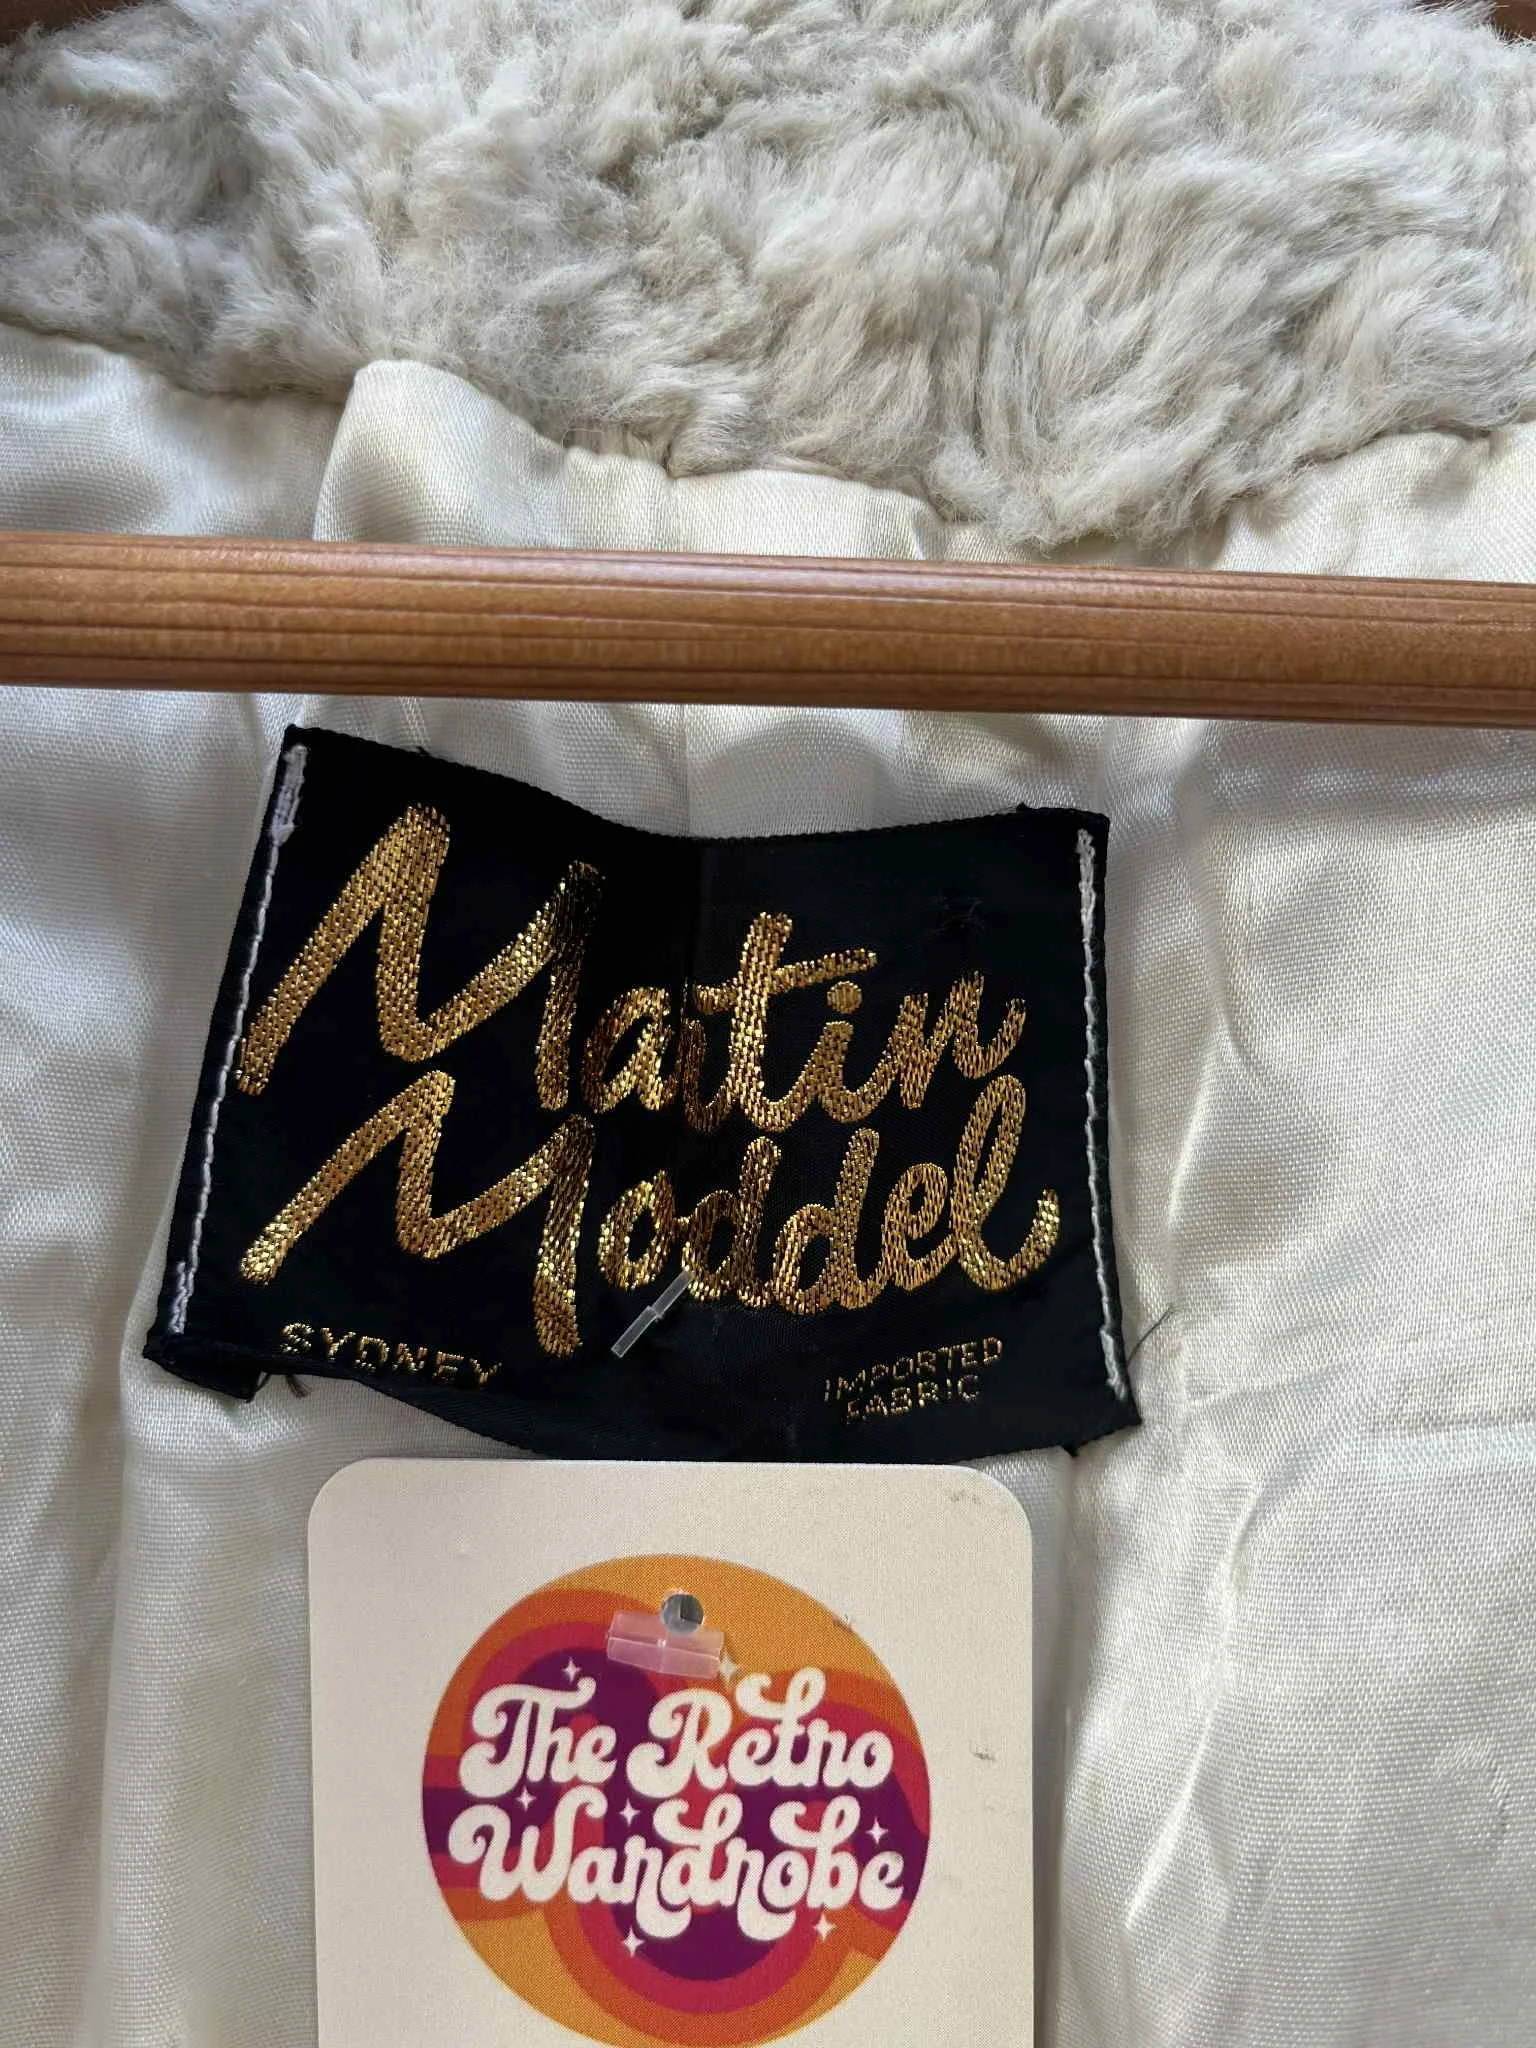 Matin
Moddel
SYDNEY
IMPORTED
FABRIC
The Retro
Wardrobe